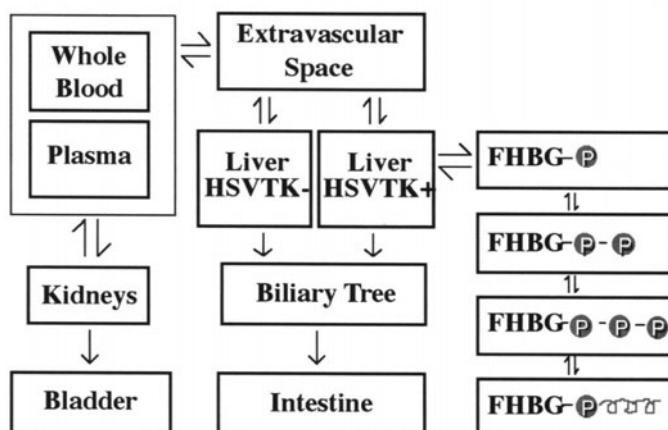 Whole
Blood
Plasma
Extravascular
Space
Liver
HSVTK-
Liver
HSVTK+
FHBG-P
FHBG-P-P
FHBG-P-P-P
FHBG-P
Kidneys
Biliary Tree
Bladder
Intestine